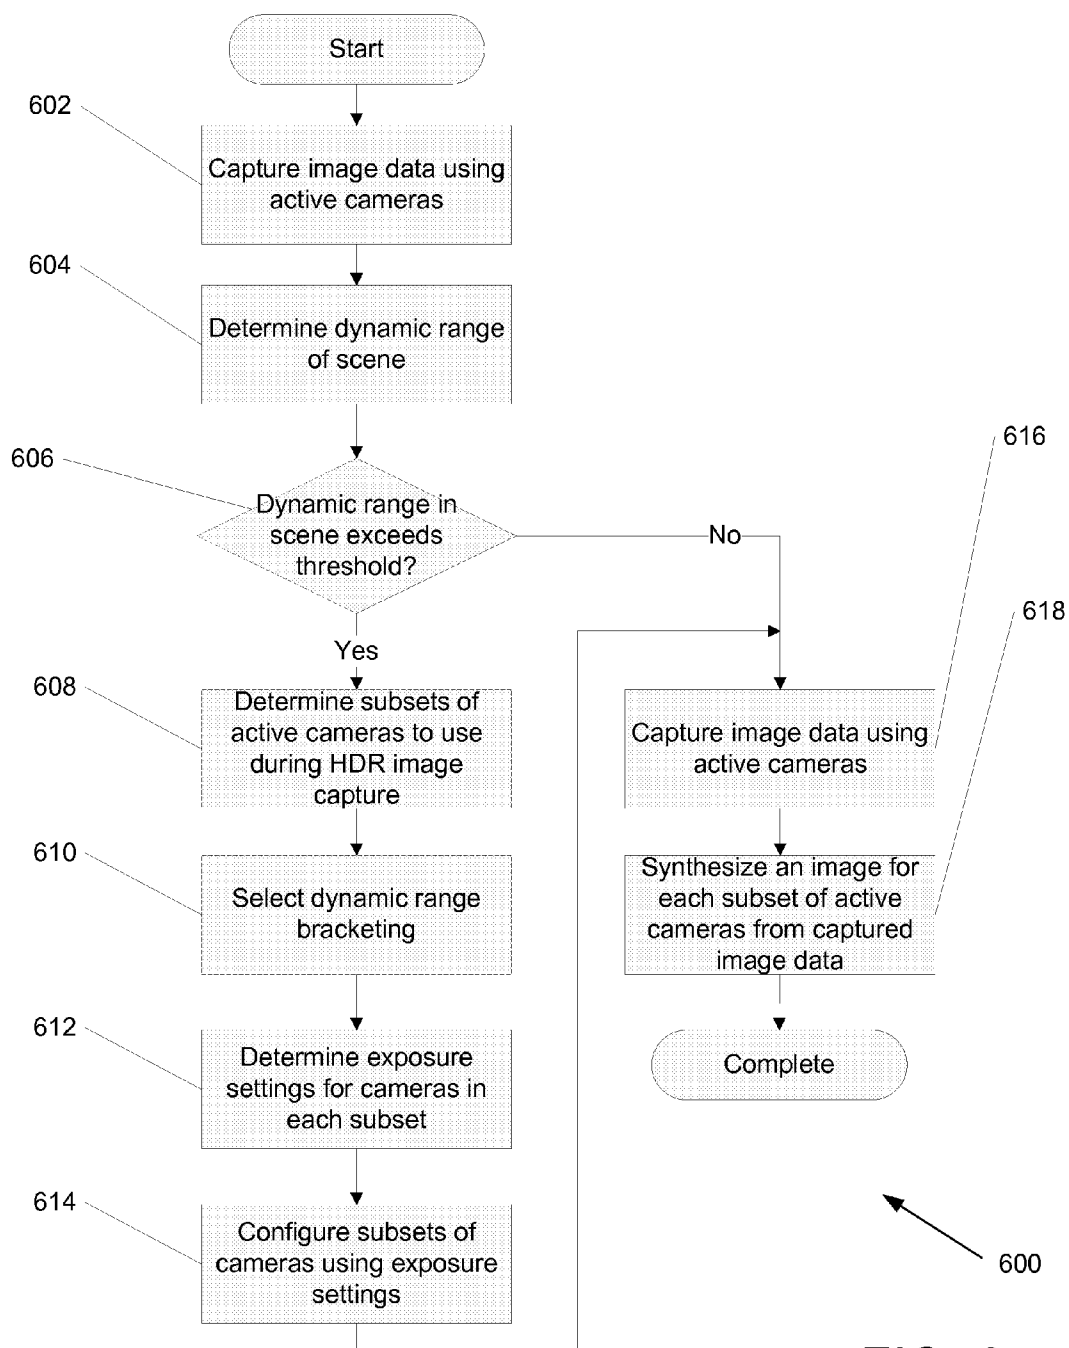 Start
602
Capture image data using
active cameras
604
Determine dynamic range
of scene
606
Dynamic range in
scene exceeds
threshold?
No
616
618
Yes
608
Determine subsets of
active cameras to use
during HDR image
capture
Capture image data using
active cameras
610
Select dynamic range
bracketing
Synthesize an image for
each subset of active
cameras from captured
image data
612
Determine exposure
settings for cameras in
each subset
Complete
614
Configure subsets of
cameras using exposure
settings
600